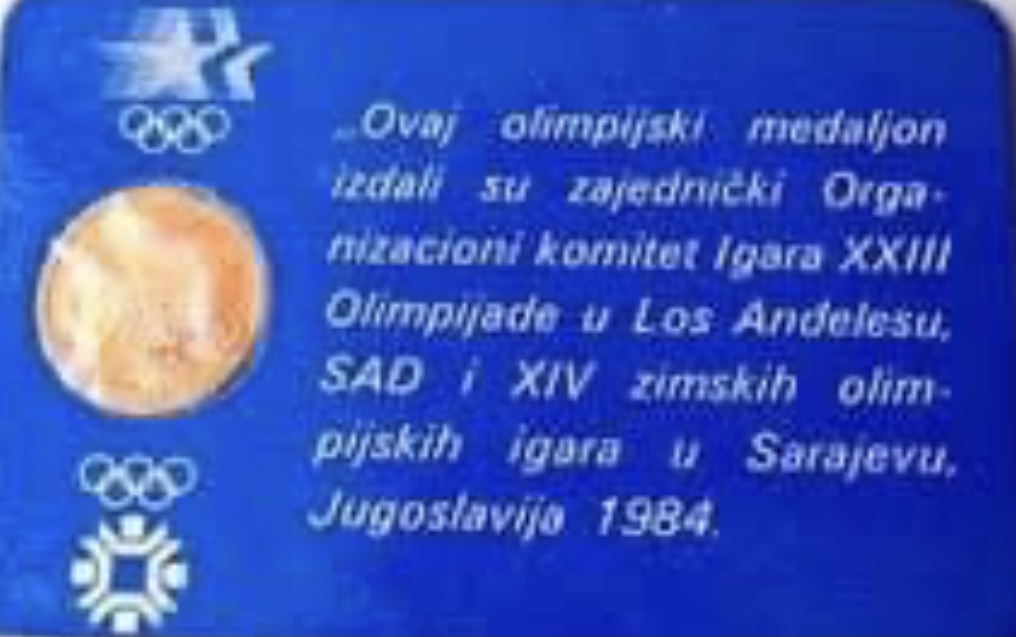 „Ovaj olimpijski medaljon
izdali su zajednički Orga-
nizacioni komitet Igara XXIII
Olimpijade u Los Anđelesu,
SAD i XIV zimskih olim-
pijskih igara u Sarajevu,
Jugoslavija 1984.